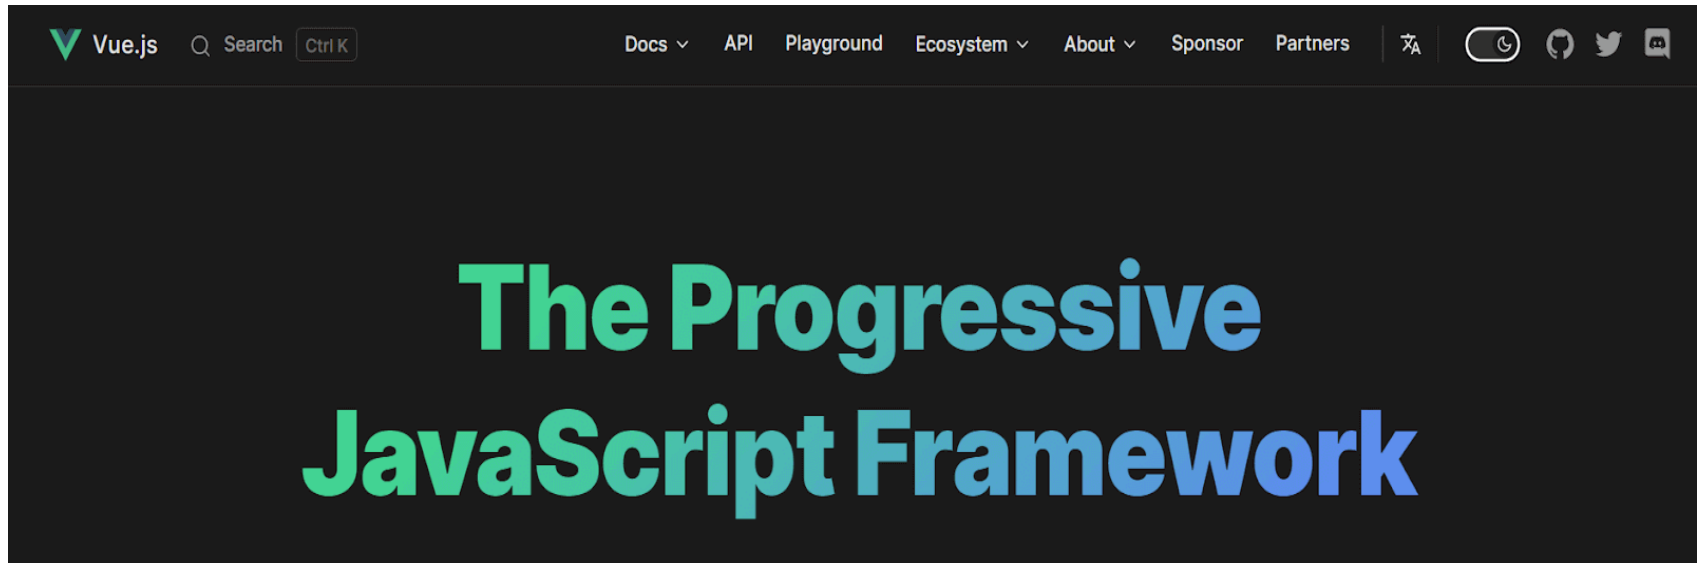 Vue.js Search Ctrl K Docs API Playground Ecosystem About Sponsor Partners
The Progressive
JavaScript Framework